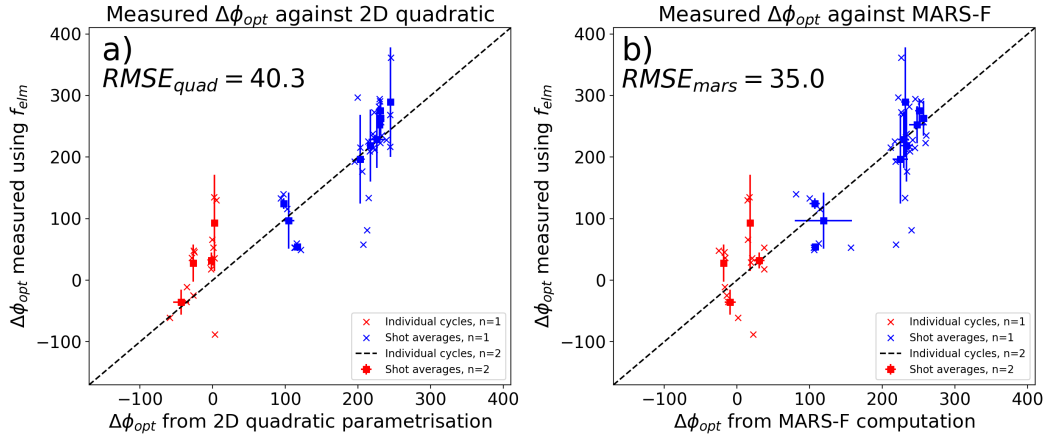 Measured Δϕ_opt against 2D quadratic
a)
RMSE_quad = 40.3
400
300
200
100
0
−100
Δϕ_opt measured using f_elm
Individual cycles, n=1
Shot averages, n=1
Individual cycles, n=2
Shot averages, n=2
−100 0 100 200 300 400
Δϕ_opt from 2D quadratic parametrisation
Measured Δϕ_opt against MARS-F
b)
RMSE_mars = 35.0
400
300
200
100
0
−100
Δϕ_opt measured using f_elm
Individual cycles, n=1
Shot averages, n=1
Individual cycles, n=2
Shot averages, n=2
−100 0 100 200 300 400
Δϕ_opt from MARS-F computation